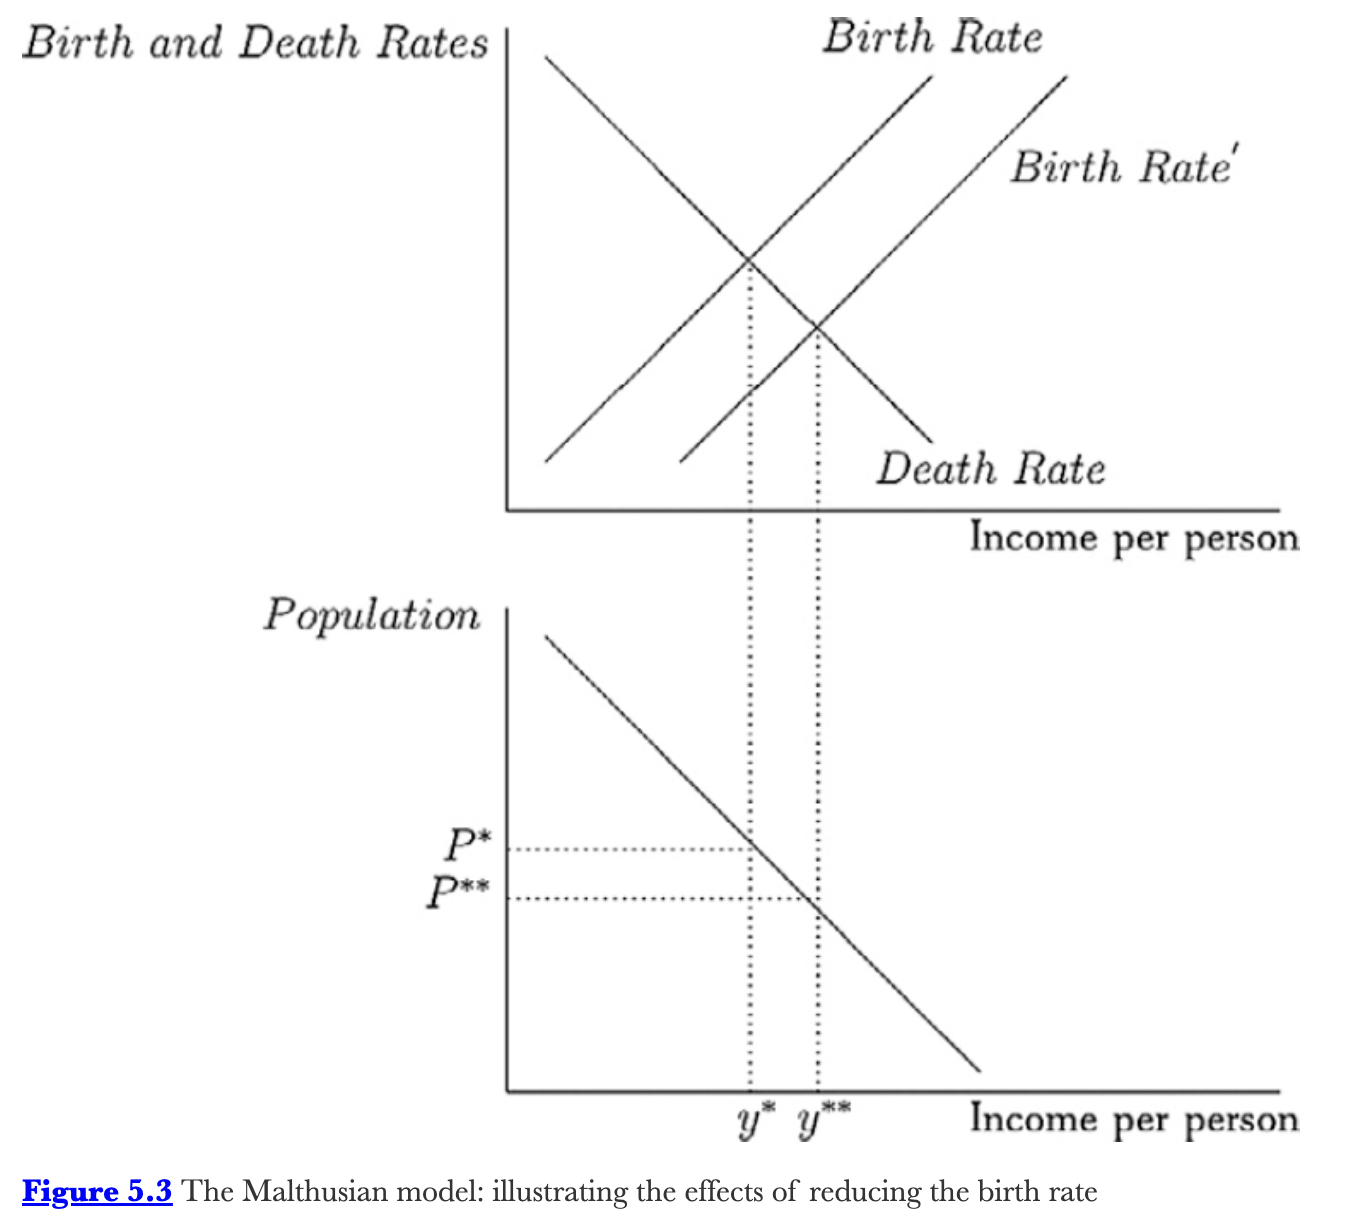 Birth and Death Rates
Birth Rate
Birth Rate′
Death Rate
Income per person
Population
P*
P**
y* y**
Income per person
Figure 5.3 The Malthusian model: illustrating the effects of reducing the birth rate